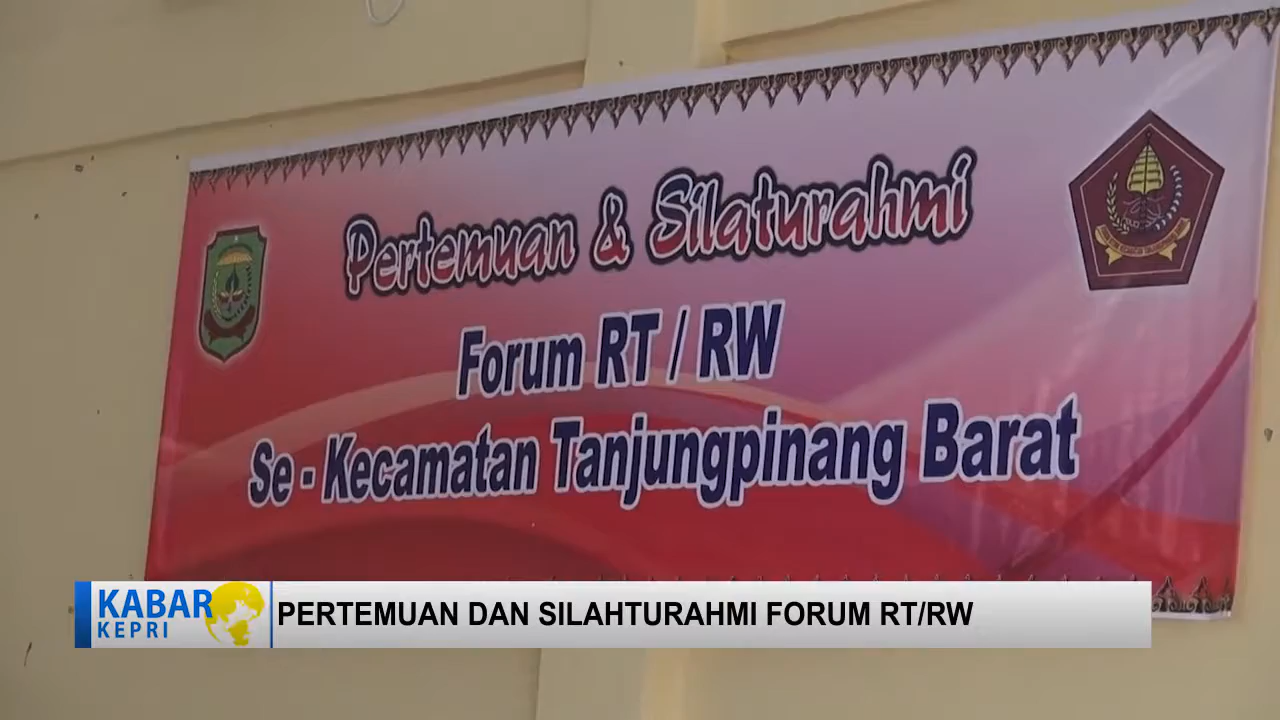 Pertemuan & Silaturahmi
Forum RT / RW
Se - Kecamatan Tanjungpinang Barat
KABAR
KEPRI
PERTEMUAN DAN SILAHTURAHMI FORUM RT/RW